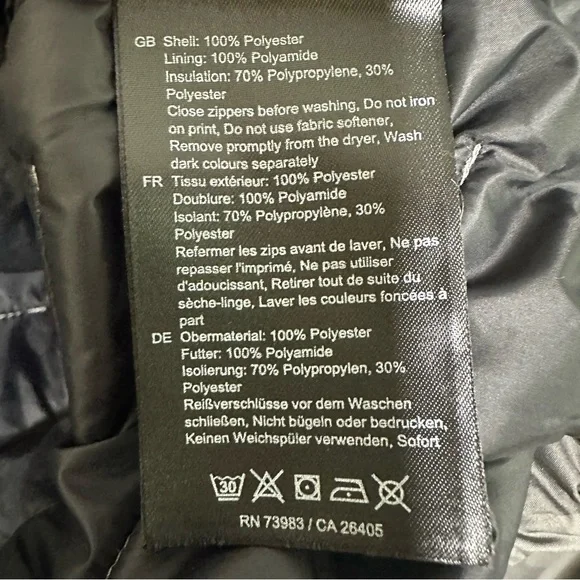 GB Shell: 100% Polyester
Lining: 100% Polyamide
Insulation: 70% Polypropylene, 30%
Polyester
Close zippers before washing, Do not iron
on print, Do not use fabric softener,
Remove promptly from the dryer, Wash
dark colours separately
FR Tissu extérieur: 100% Polyester
Doublure: 100% Polyamide
Isolant: 70% Polypropylène, 30%
Polyester
Refermer les zips avant de laver, Ne pas
repasser l'imprimé, Ne pas utiliser
d'adoucissant, Retirer tout de suite du
sèche-linge, Laver les couleurs foncées à
part
DE Obermaterial: 100% Polyester
Futter: 100% Polyamide
Isolierung: 70% Polypropylen, 30%
Polyester
Reißverschlüsse vor dem Waschen
schließen, Nicht bügeln oder bedrucken,
Keinen Weichspüler verwenden, Sofort
30
RN 73983 / CA 26405